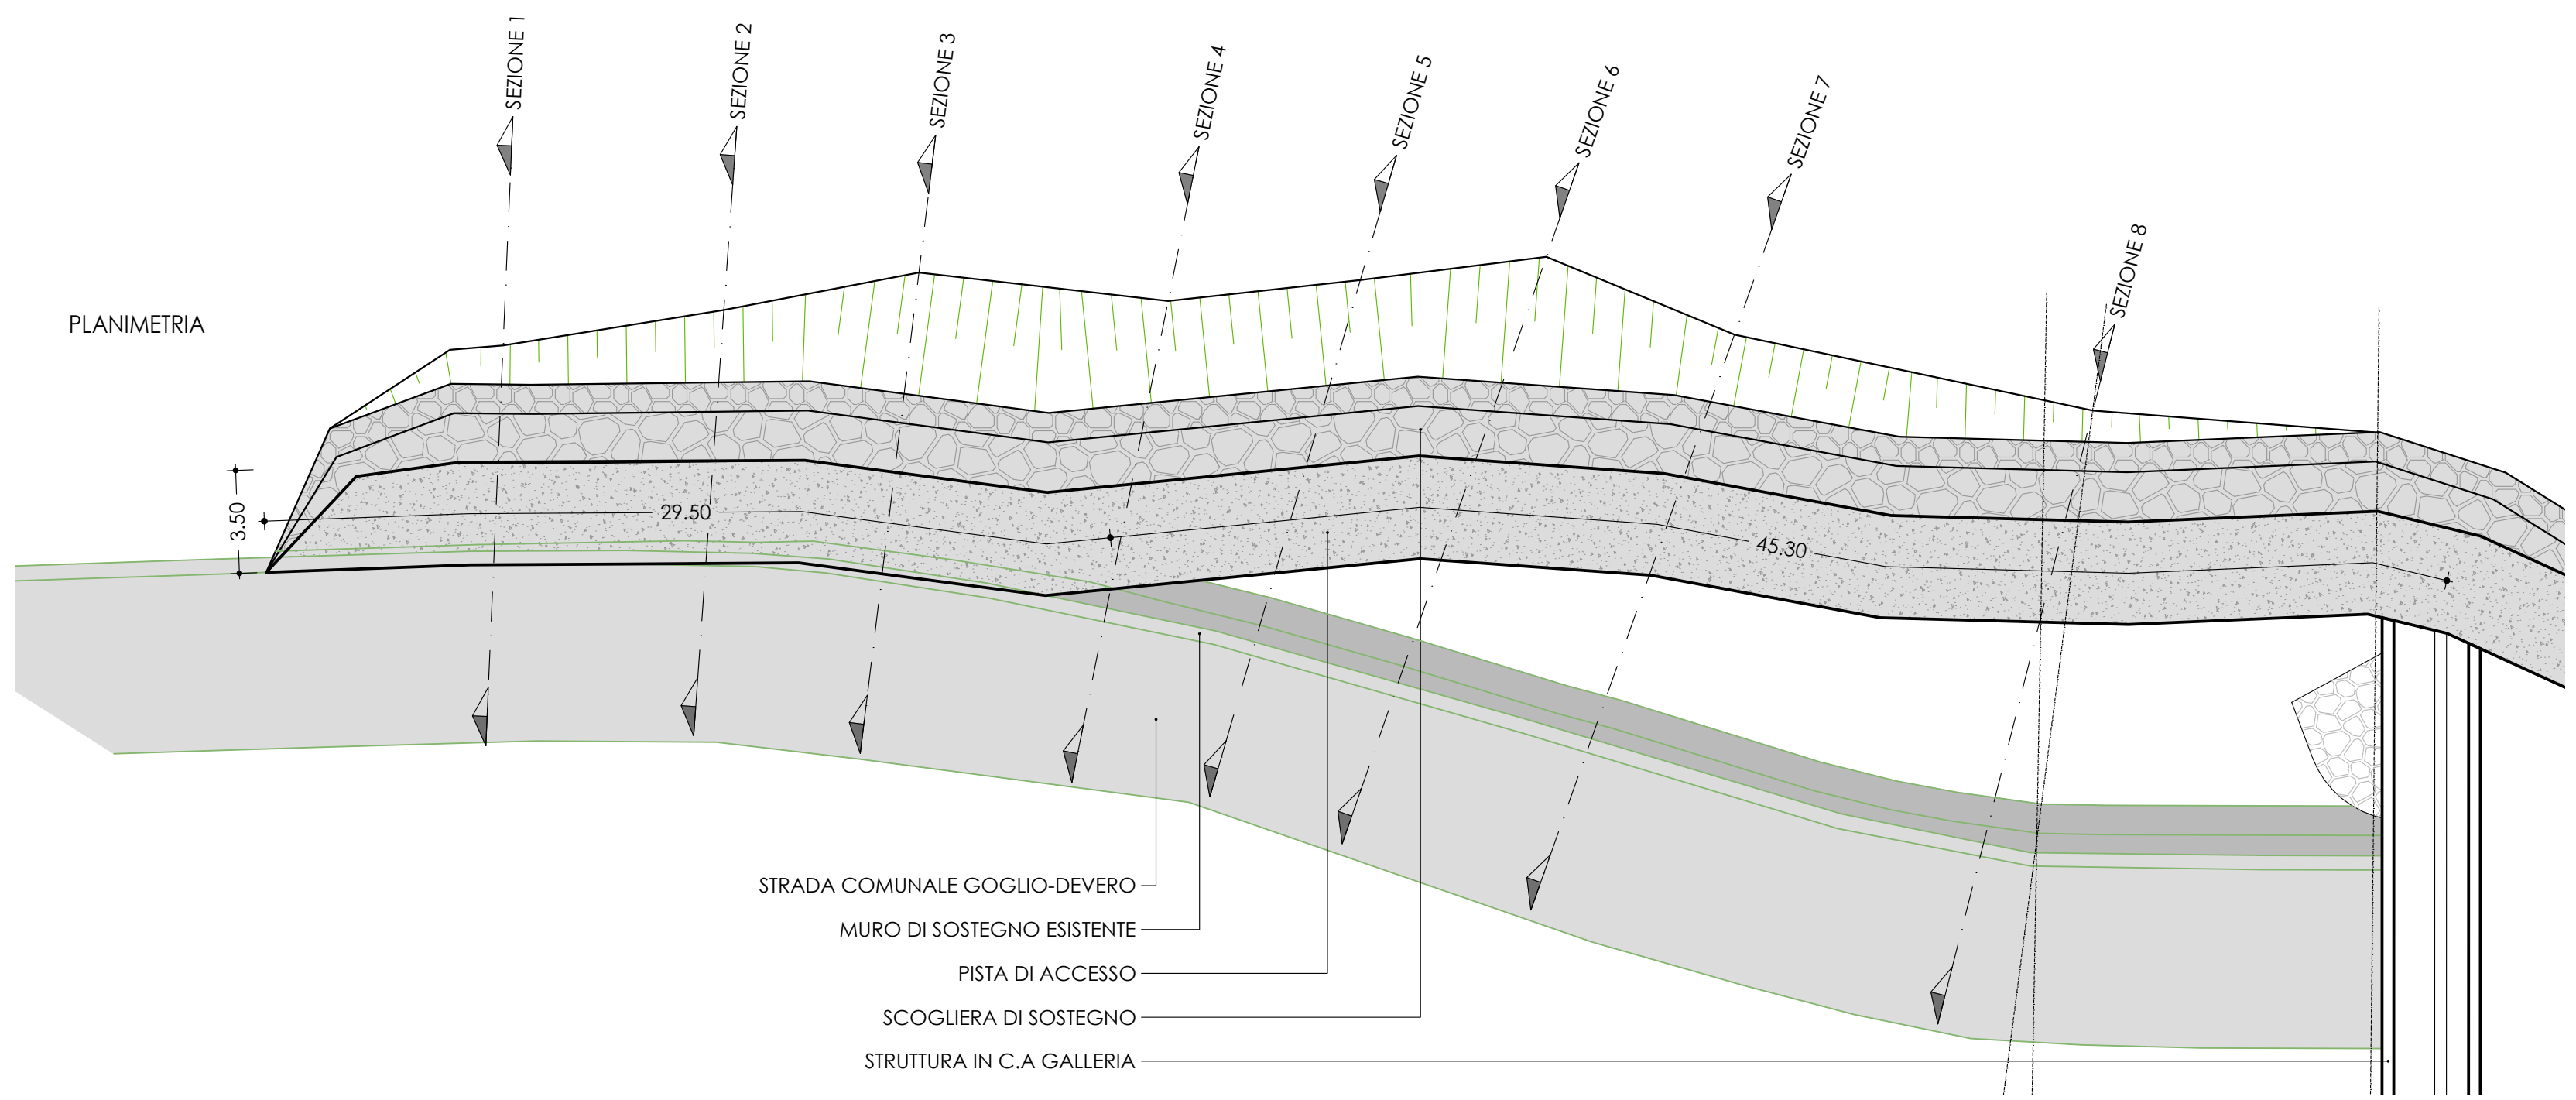 SEZIONE 1
SEZIONE 2
SEZIONE 3
SEZIONE 4
SEZIONE 5
SEZIONE 6
SEZIONE 7
SEZIONE 8
PLANIMETRIA
3.50
29.50
45.30
STRADA COMUNALE GOGLIO-DEVERO
MURO DI SOSTEGNO ESISTENTE
PISTA DI ACCESSO
SCOGLIERA DI SOSTEGNO
STRUTTURA IN C.A GALLERIA